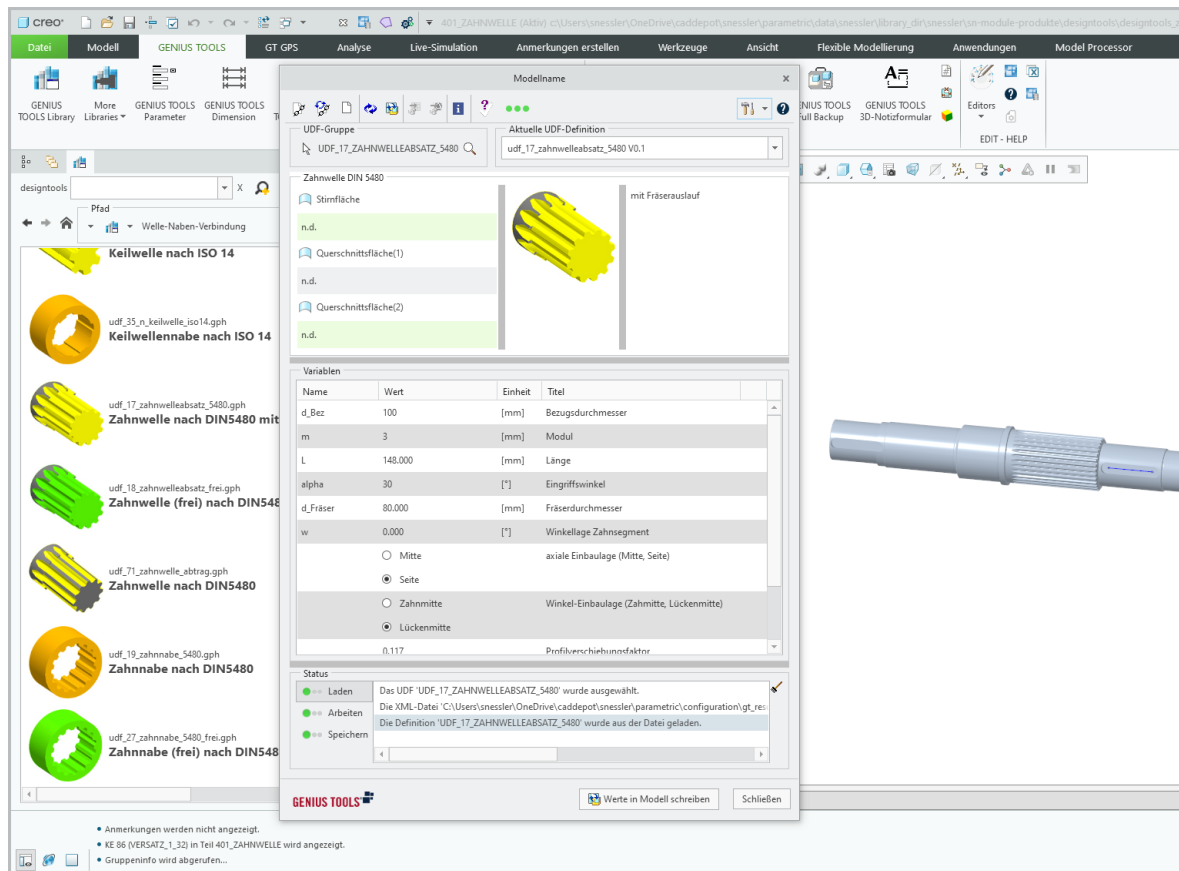 creo®
401_ZAHNWELLE (Aktiv) c:\Users\snessler\OneDrive\caddepot\snessler\parametric\data\snessler\library_dir\snessler\sn-module-produkte\designtools\designtools_z
Datei Modell GENIUS TOOLS GT GPS Analyse Live-Simulation Anmerkungen erstellen Werkzeuge Ansicht Flexible Modellierung Anwendungen Model Processor
GENIUS
TOOLS Library
More
Libraries
GENIUS TOOLS
Parameter
GENIUS TOOLS
Dimension
NIUS TOOLS
Full Backup
GENIUS TOOLS
3D-Notizformular
Editors
EDIT - HELP
designtools
X
Pfad
Welle-Naben-Verbindung
Keilwelle nach ISO 14
udf_35_n_keilwelle_iso14.gph
Keilwellennabe nach ISO 14
udf_17_zahnwelleabsatz_5480.gph
Zahnwelle nach DIN5480 mit
udf_18_zahnwelleabsatz_frei.gph
Zahnwelle (frei) nach DIN548
udf_71_zahnwelle_abtrag.gph
Zahnwelle nach DIN5480
udf_19_zahnnabe_5480.gph
Zahnnabe nach DIN5480
udf_27_zahnnabe_5480_frei.gph
Zahnnabe (frei) nach DIN548
Modellname
UDF-Gruppe
UDF_17_ZAHNWELLEABSATZ_5480
Aktuelle UDF-Definition
udf_17_zahnwelleabsatz_5480 V0.1
Zahnwelle DIN 5480
Stirnfläche
n.d.
Querschnittsfläche(1)
n.d.
Querschnittsfläche(2)
n.d.
mit Fräserauslauf
Variablen
Name Wert Einheit Titel
d_Bez 100 [mm] Bezugsdurchmesser
m 3 [mm] Modul
L 148.000 [mm] Länge
alpha 30 [°] Eingriffswinkel
d_Fräser 80.000 [mm] Fräserdurchmesser
w 0.000 [°] Winkellage Zahnsegment
Mitte axiale Einbaulage (Mitte, Seite)
Seite
Zahnmitte Winkel-Einbaulage (Zahmitte, Lückenmitte)
Lückenmitte
0.117 Profilverschiebungsfaktor
Status
Laden
Arbeiten
Speichern
Das UDF 'UDF_17_ZAHNWELLEABSATZ_5480' wurde ausgewählt.
Die XML-Datei 'C:\Users\snessler\OneDrive\caddepot\snessler\parametric\configuration\gt_res
Die Definition 'UDF_17_ZAHNWELLEABSATZ_5480' wurde aus der Datei geladen.
GENIUS TOOLS
Werte in Modell schreiben
Schließen
• Anmerkungen werden nicht angezeigt.
• KE 86 (VERSATZ_1_32) in Teil 401_ZAHNWELLE wird angezeigt.
• Gruppeninfo wird abgerufen...